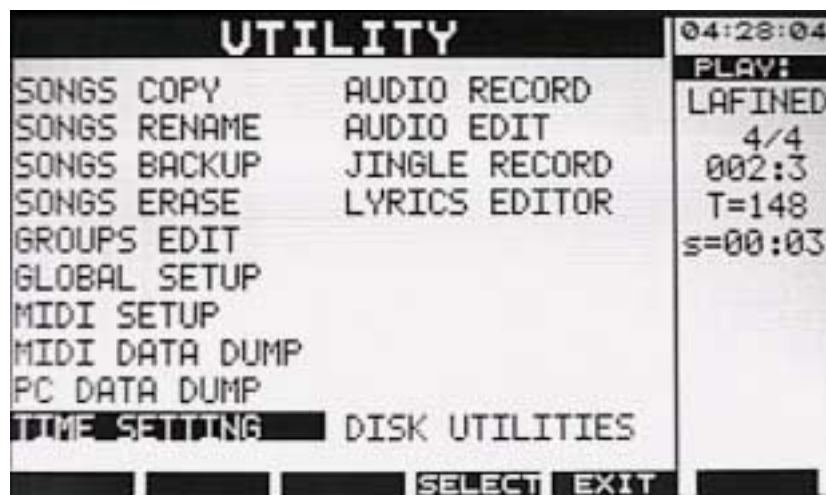 UTILITY
04:28:04
PLAY:
LAFINED
4/4
002:3
T=148
s=00:03
SONGS COPY AUDIO RECORD
SONGS RENAME AUDIO EDIT
SONGS BACKUP JINGLE RECORD
SONGS ERASE LYRICS EDITOR
GROUPS EDIT
GLOBAL SETUP
MIDI SETUP
MIDI DATA DUMP
PC DATA DUMP
TIME SETTING DISK UTILITIES
SELECT EXIT